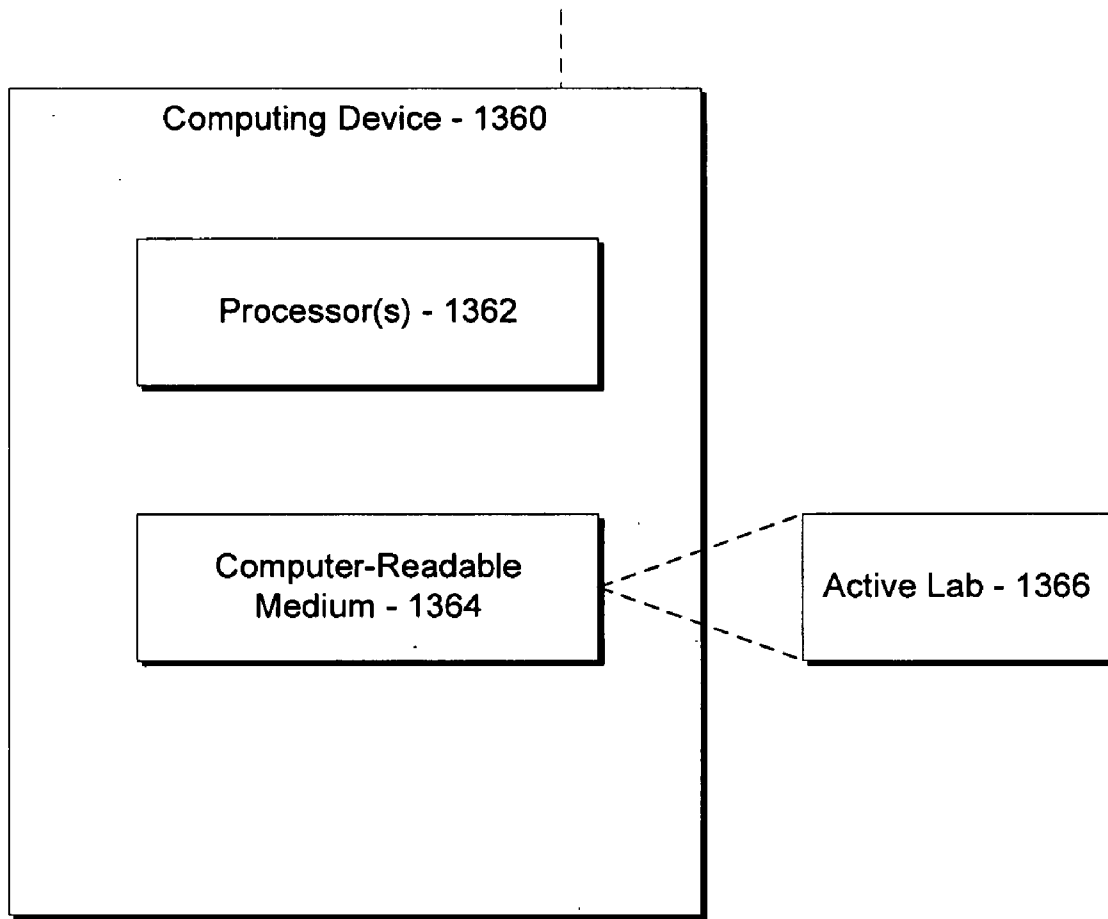 Computing Device - 1360
Processor(s) - 1362
Computer-Readable
Medium - 1364
Active Lab - 1366